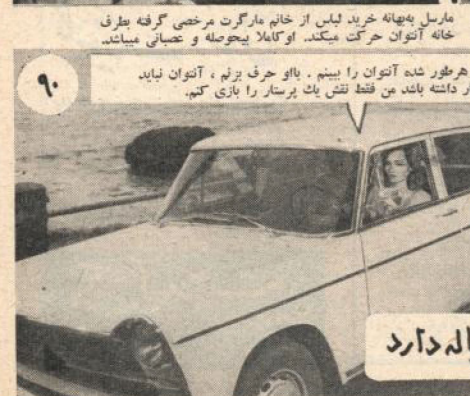 مارسل به‌بهانه خرید لباس از خانم مارگرت مرخصی گرفته بطرف
خانه آنتوان حرکت میکند. اوکاملا بیحوصله و عصبانی میباشد.
۹۰
هرطور شده آنتوان را ببینم . بااو حرف بزنم ، آنتوان نباید
داشته باشد من فقط نقش یك پرستار را بازی کنم.
دارد